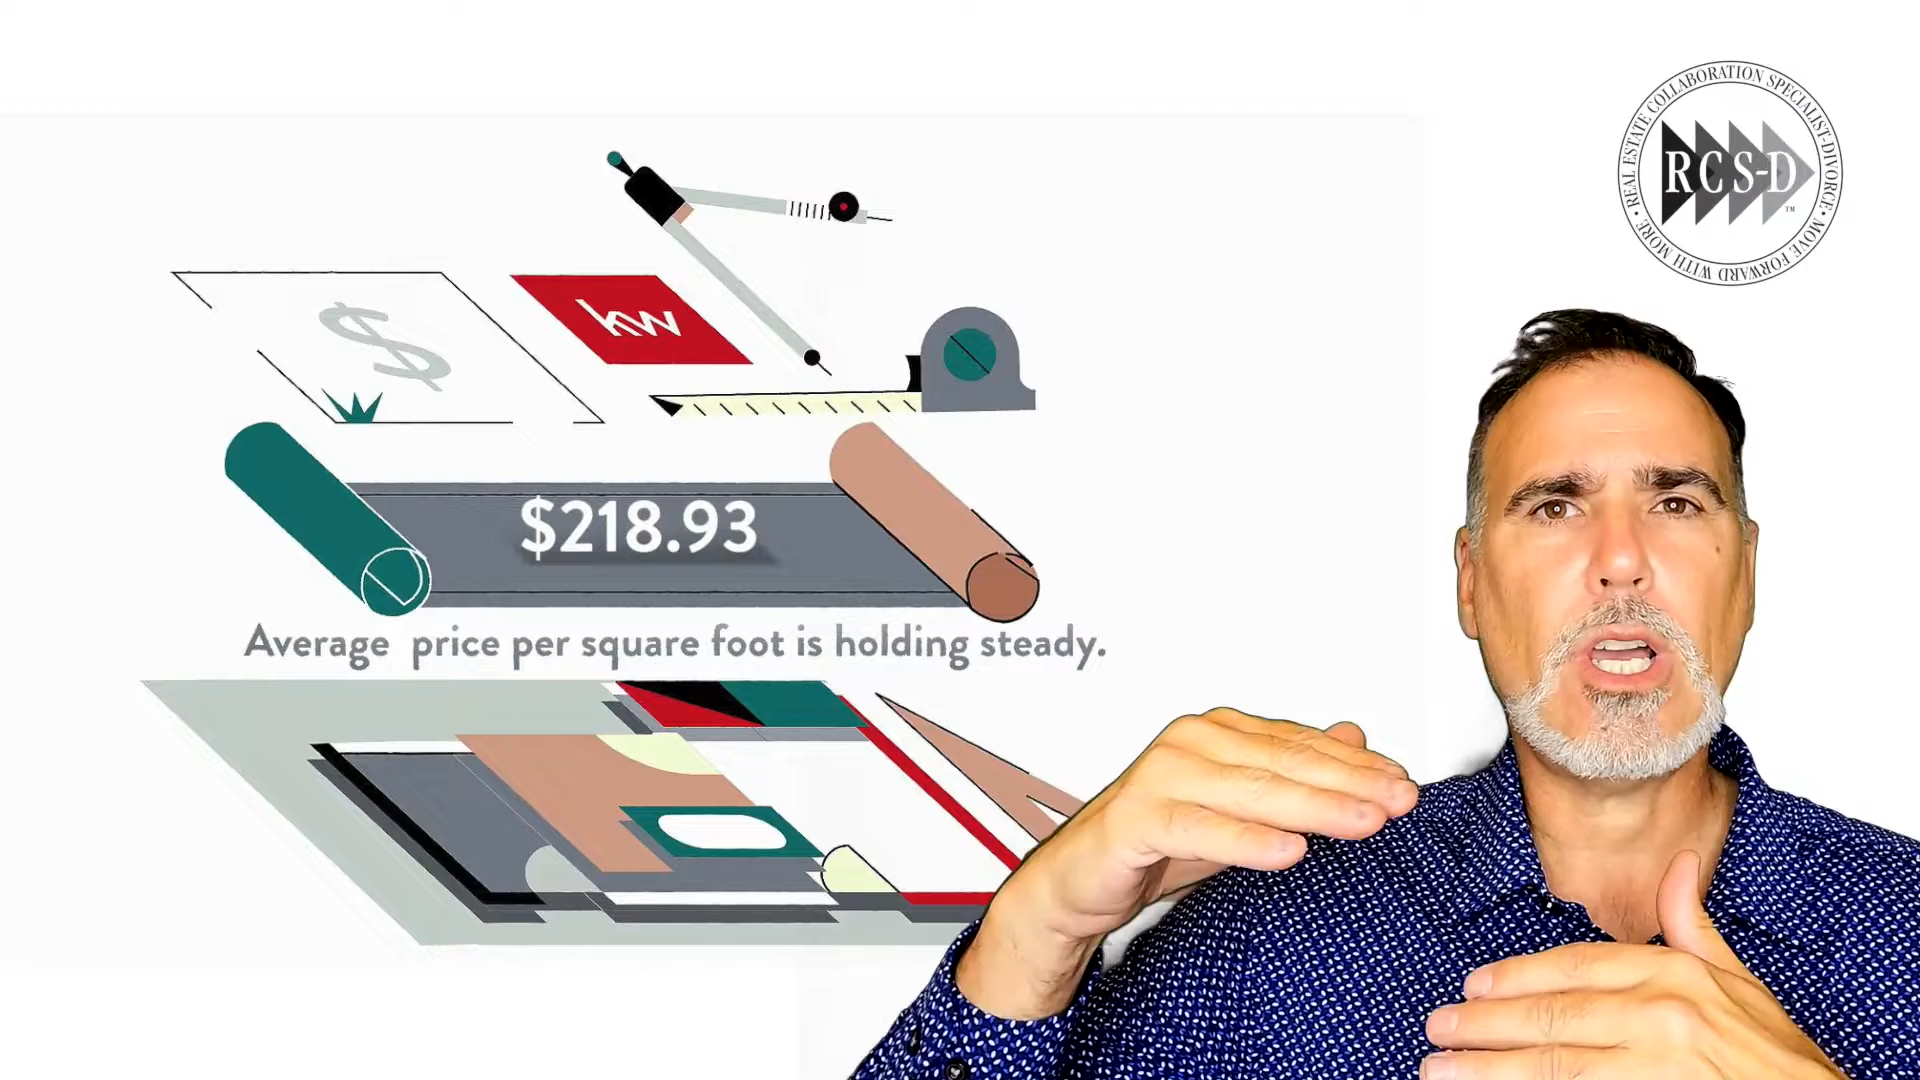 REAL ESTATE COLLABORATION SPECIALIST-DIVORCE • MOVE FORWARD WITH MORE •
RCS-D
TM
$
kw
$218.93
Average price per square foot is holding steady.